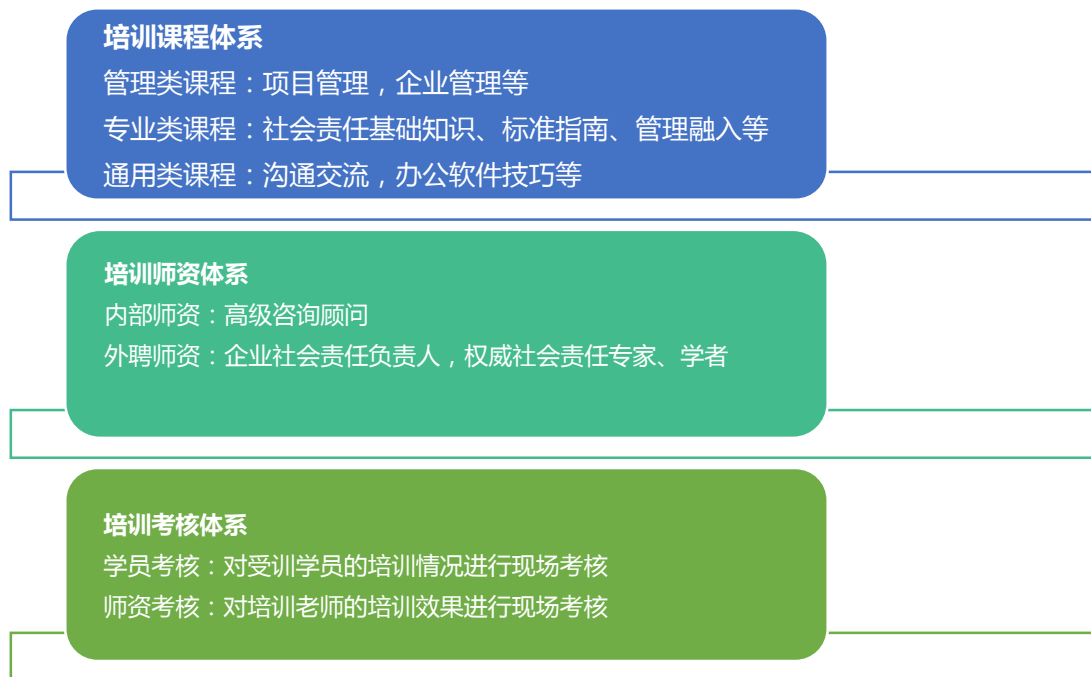 培训课程体系
管理类课程：项目管理，企业管理等
专业类课程：社会责任基础知识、标准指南、管理融入等
通用类课程：沟通交流，办公软件技巧等
培训师资体系
内部师资：高级咨询顾问
外聘师资：企业社会责任负责人，权威社会责任专家、学者
培训考核体系
学员考核：对受训学员的培训情况进行现场考核
师资考核：对培训老师的培训效果进行现场考核